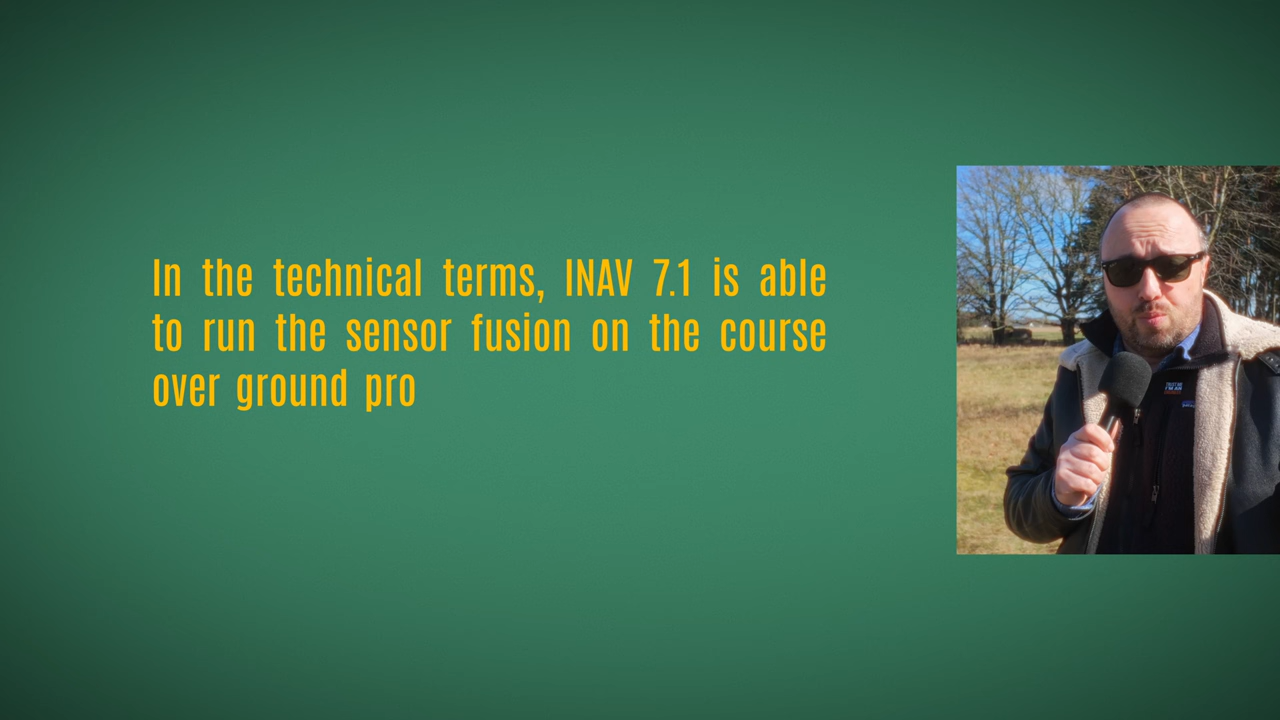 In the technical terms, INAV 7.1 is able
to run the sensor fusion on the course
over ground pro